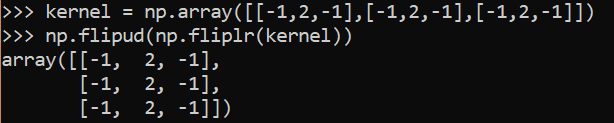 >>> kernel = np.array([[-1,2,-1],[-1,2,-1],[-1,2,-1]])
>>> np.flipud(np.fliplr(kernel))
array([[-1,  2, -1],
       [-1,  2, -1],
       [-1,  2, -1]])